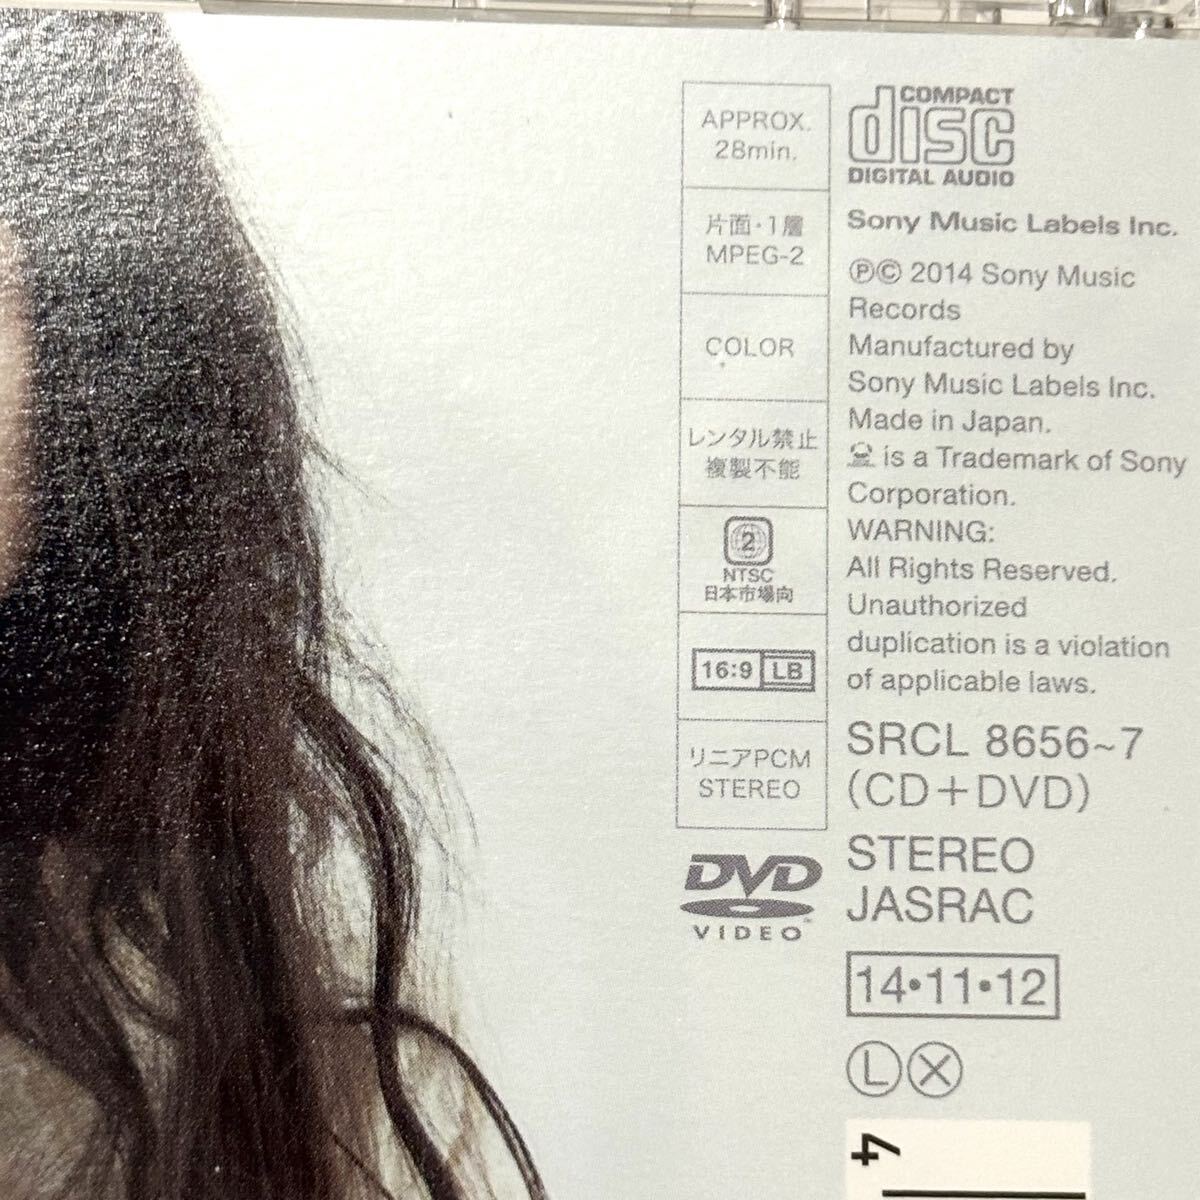 APPROX.
28min.
片面・1層
MPEG-2
COLOR
レンタル禁止
複製不能
2
NTSC
日本市場向
16:9 LB
リニアPCM
STEREO
DVD
VIDEO
COMPACT
disc
DIGITAL AUDIO
Sony Music Labels Inc.
Ⓟ© 2014 Sony Music
Records
Manufactured by
Sony Music Labels Inc.
Made in Japan.
is a Trademark of Sony
Corporation.
WARNING:
All Rights Reserved.
Unauthorized
duplication is a violation
of applicable laws.
SRCL 8656~7
(CD+DVD)
STEREO
JASRAC
14•11•12
Ⓛ Ⓧ
4